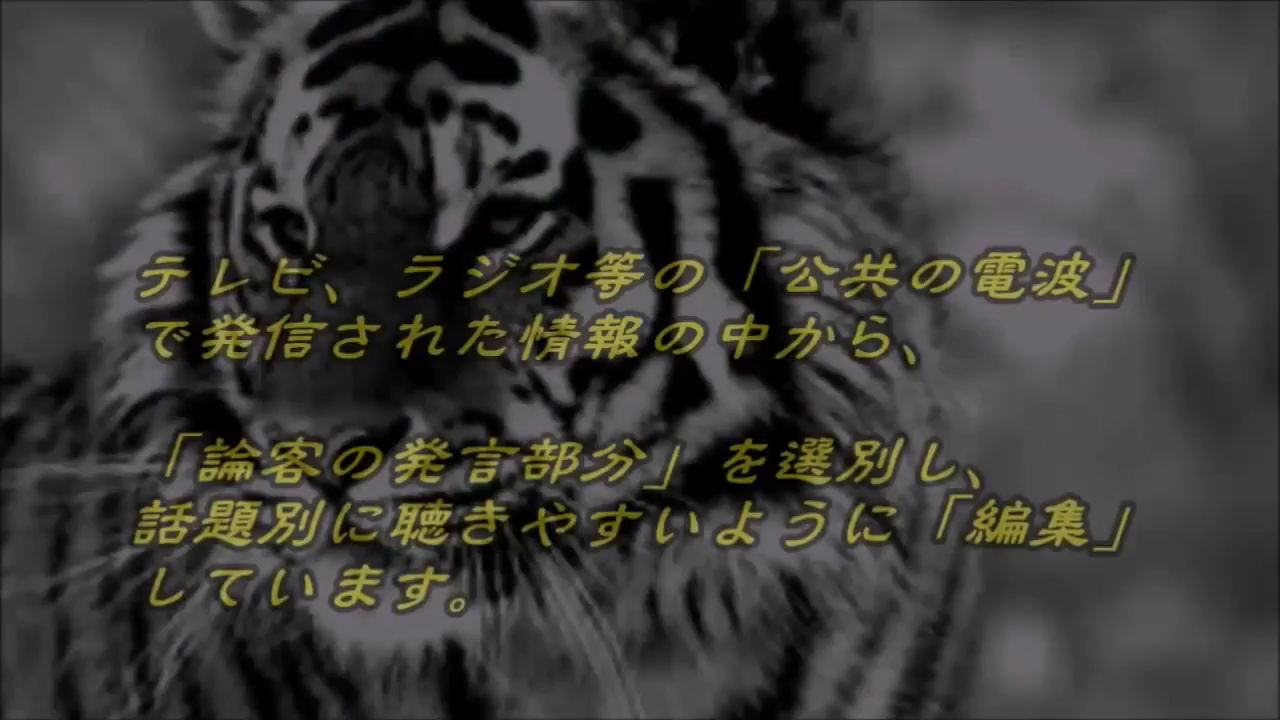 テレビ、ラジオ等の「公共の電波」
で発信された情報の中から、
「論客の発言部分」を選別し、
話題別に聴きやすいように「編集」
しています。